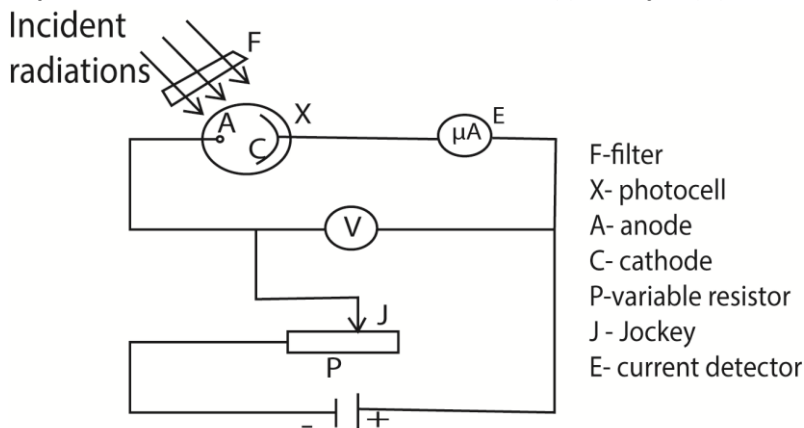 Incident
radiations
F
A
C
X
μA
E
V
J
P
-
+
F-filter
X- photocell
A- anode
C- cathode
P-variable resistor
J - Jockey
E- current detector